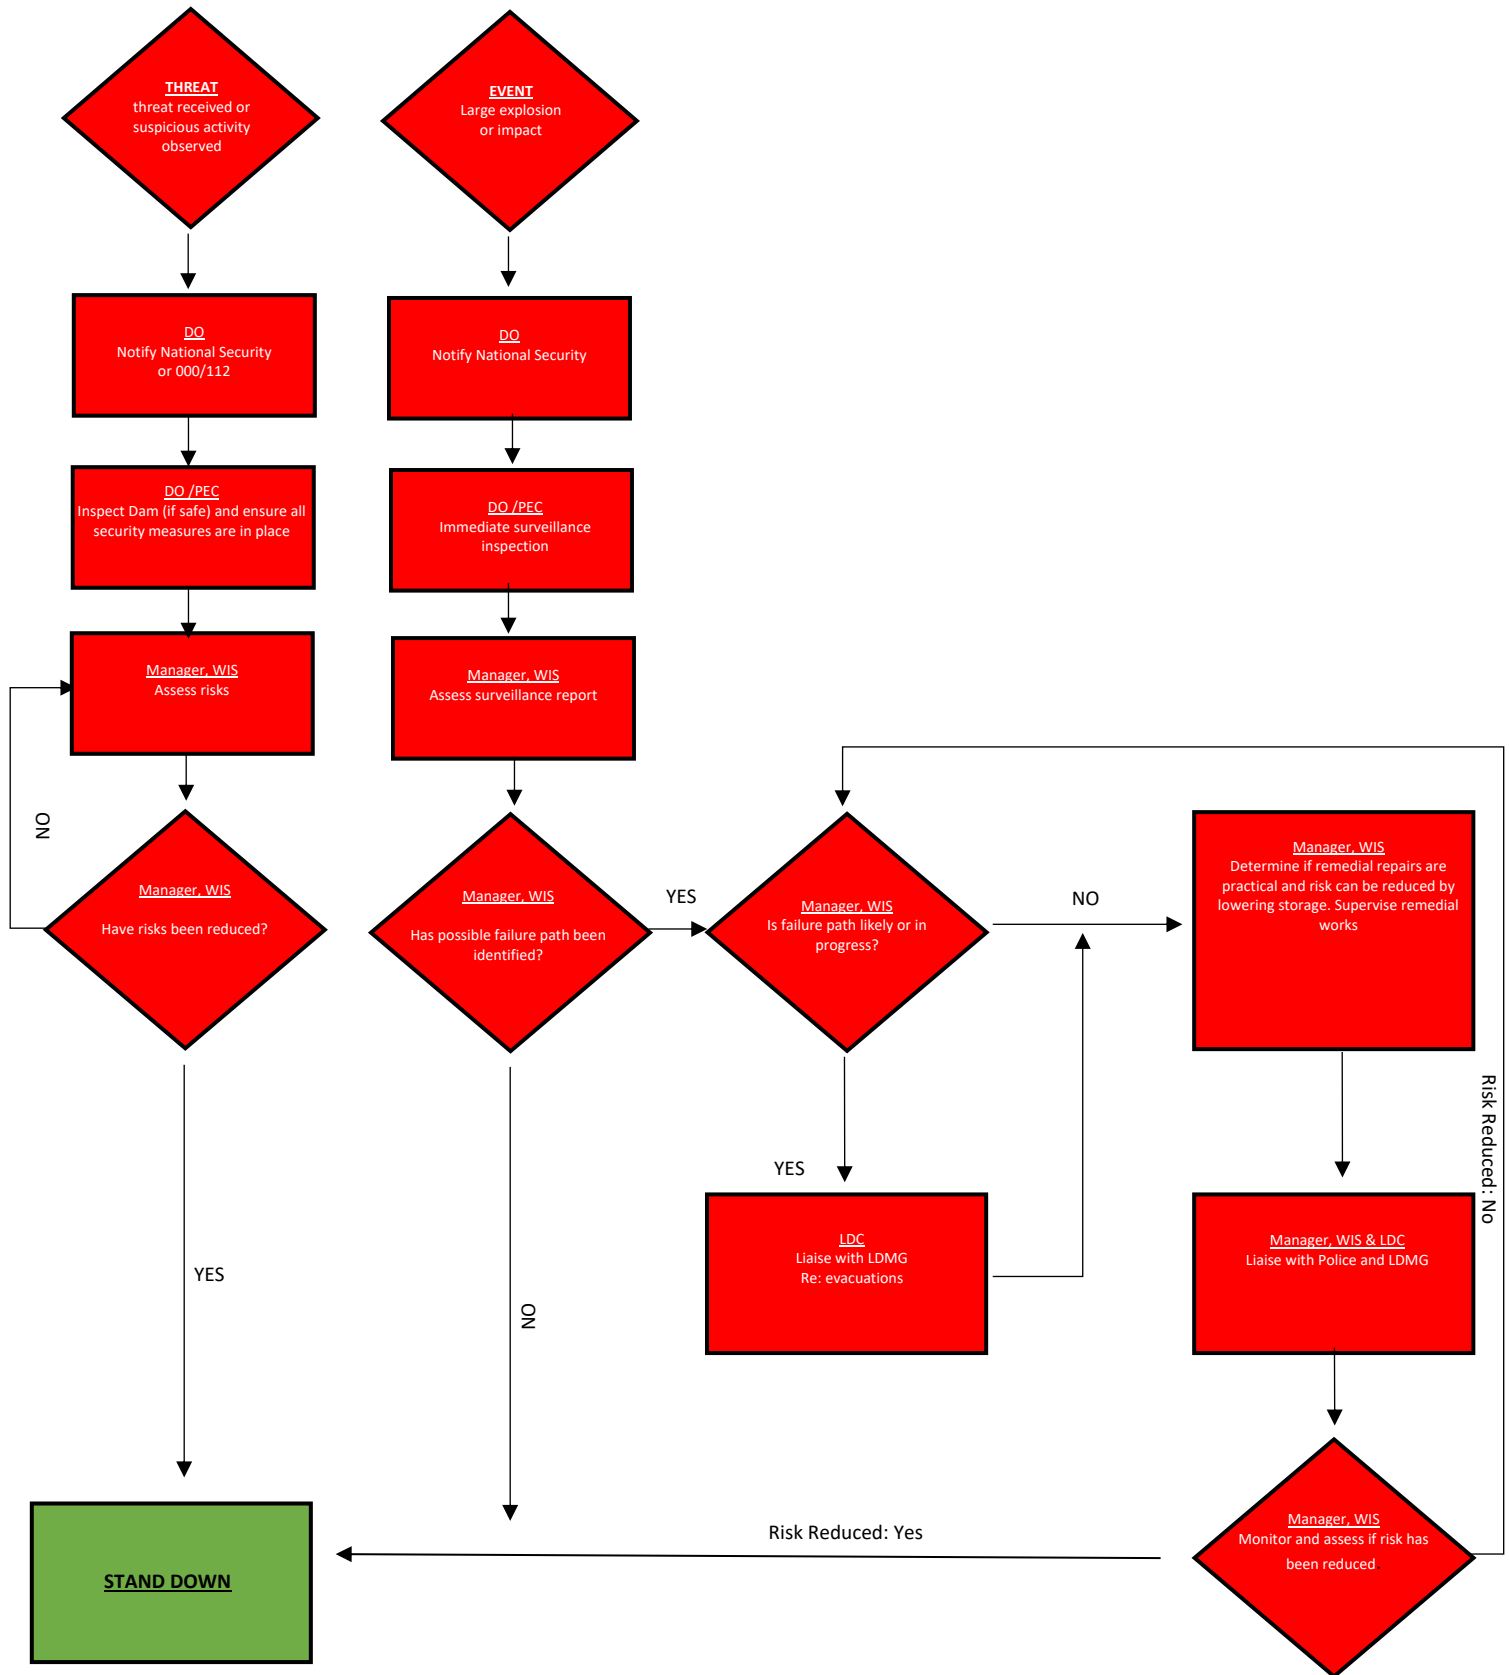 THREAT
threat received or
suspicious activity
observed
EVENT
Large explosion
or impact
DO
Notify National Security
or 000/112
DO
Notify National Security
DO /PEC
Inspect Dam (if safe) and ensure all
security measures are in place
DO /PEC
Immediate surveillance
inspection
Manager, WIS
Assess risks
Manager, WIS
Assess surveillance report
NO
Manager, WIS
Have risks been reduced?
Manager, WIS
Has possible failure path been
identified?
YES
Manager, WIS
Is failure path likely or in
progress?
NO
Manager, WIS
Determine if remedial repairs are
practical and risk can be reduced by
lowering storage. Supervise remedial
works
Risk Reduced: No
YES
LDC
Liaise with LDMG
Re: evacuations
Manager, WIS & LDC
Liaise with Police and LDMG
YES
NO
Risk Reduced: Yes
Manager, WIS
Monitor and assess if risk has
been reduced.
STAND DOWN